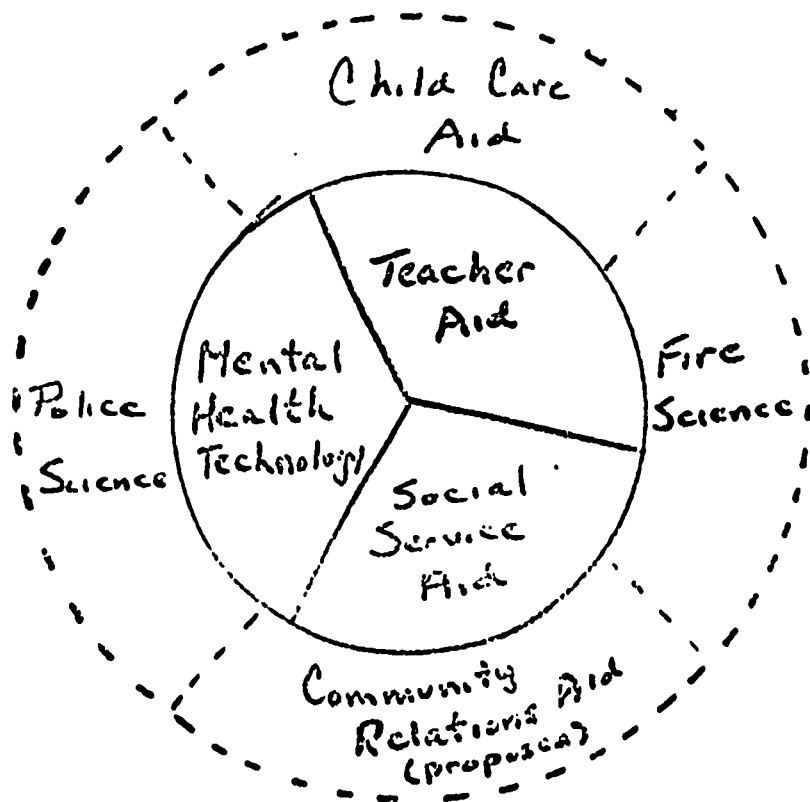 Child Care
Aid
Teacher
Aid
Mental
Health
Technology
Police
Science
Fire
Science
Social
Service
Aid
Community
Relations Aid
(proposed)